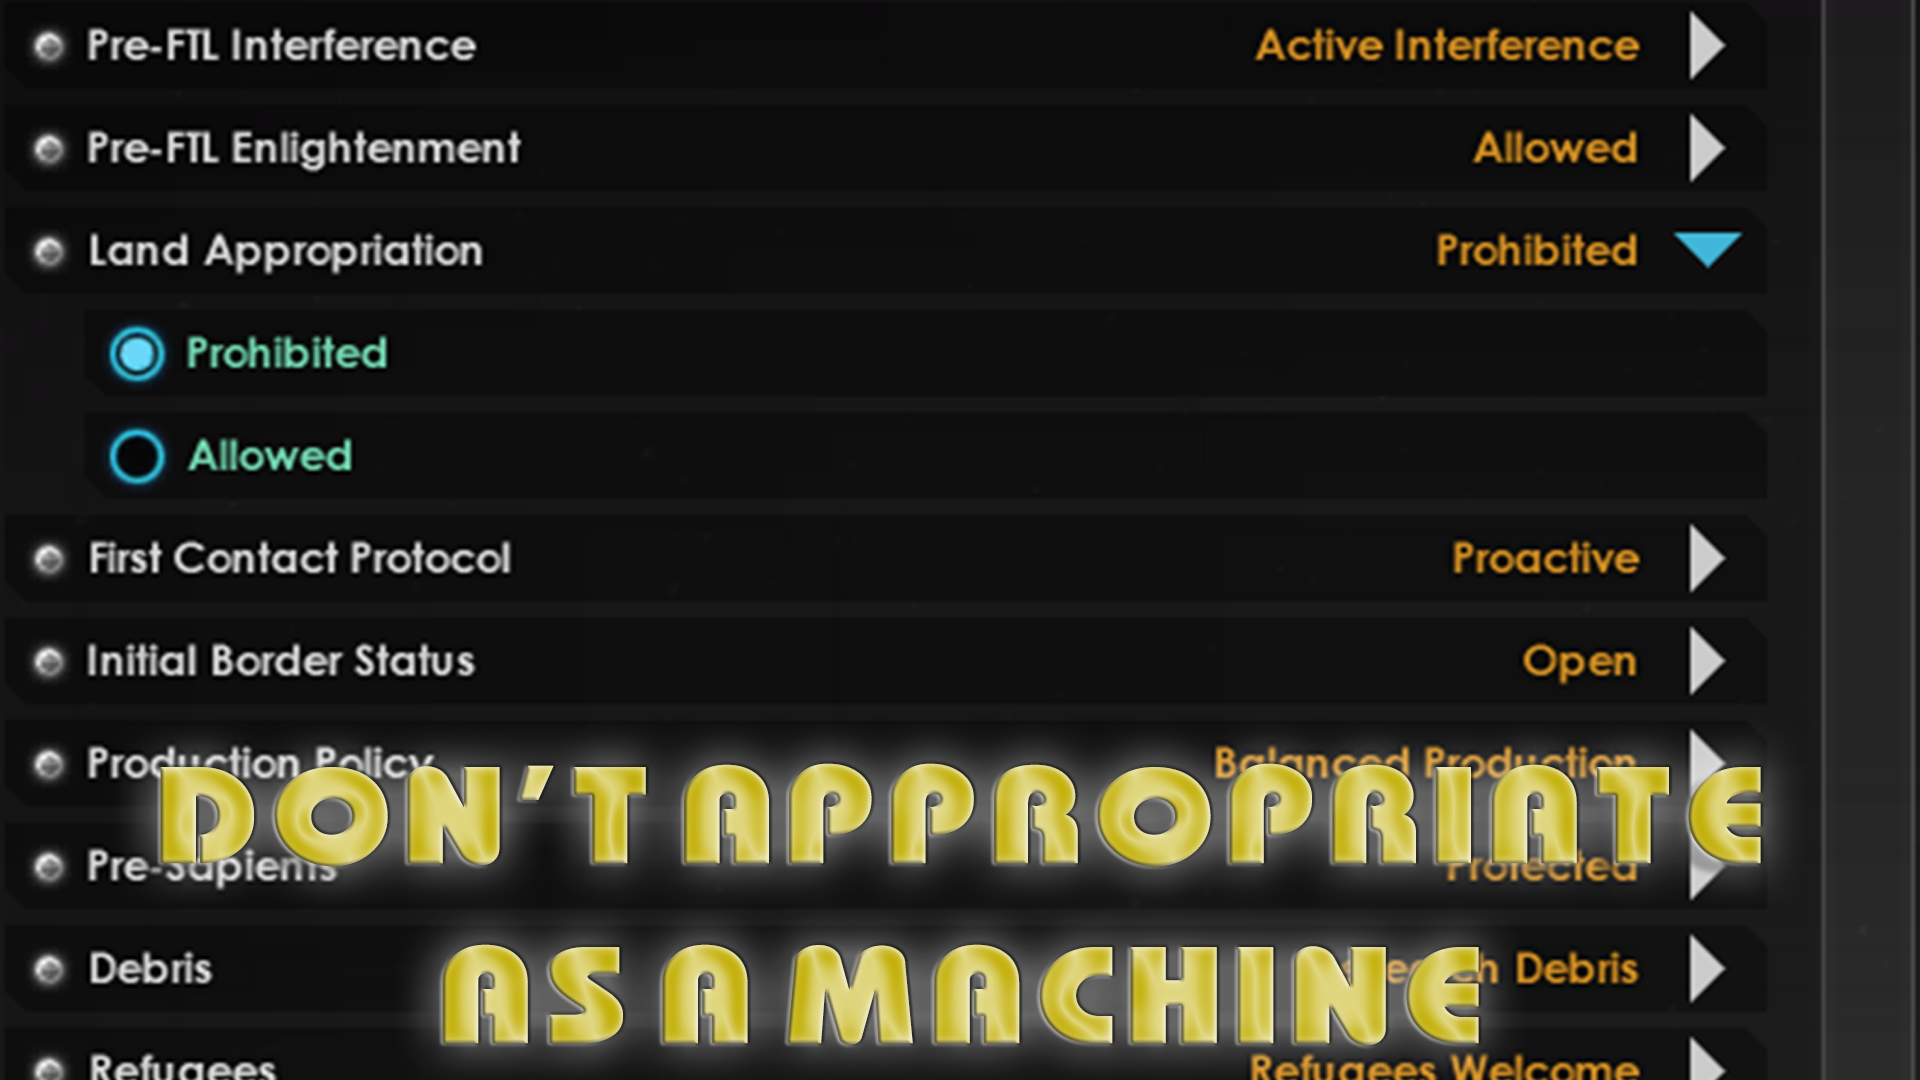 Pre-FTL Interference Active Interference
Pre-FTL Enlightenment Allowed
Land Appropriation Prohibited
Prohibited
Allowed
First Contact Protocol Proactive
Initial Border Status Open
Production Policy Balanced Production
DON'T APPROPRIATE
Pre-Sapients Protected
AS A MACHINE
Debris Debris
Refugees Refugees Welcome